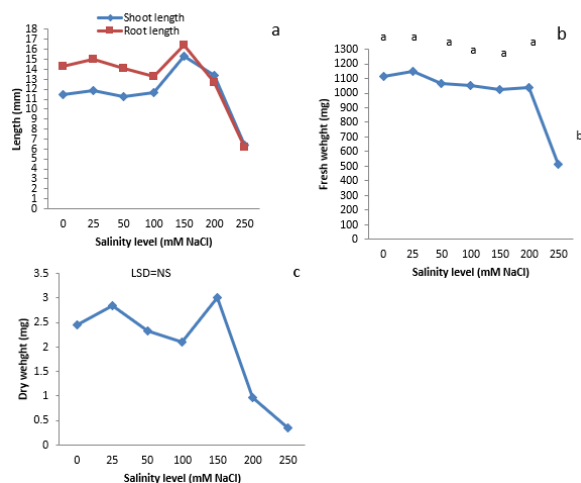 Shoot length
Root length
a
Length (mm)
18
17
16
15
14
13
12
11
10
9
8
7
6
5
4
3
2
1
0
0 25 50 100 150 200 250
Salinity level (mM NaCl)
b
a a a a a a
b
Fresh wehght (mg)
1300
1200
1100
1000
900
800
700
600
500
400
300
200
100
0
0 25 50 100 150 200 250
Salinity level (mM NaCl)
LSD=NS
c
Dry wehght (mg)
3.5
3
2.5
2
1.5
1
0.5
0
0 25 50 100 150 200 250
Salinity level (mM NaCl)